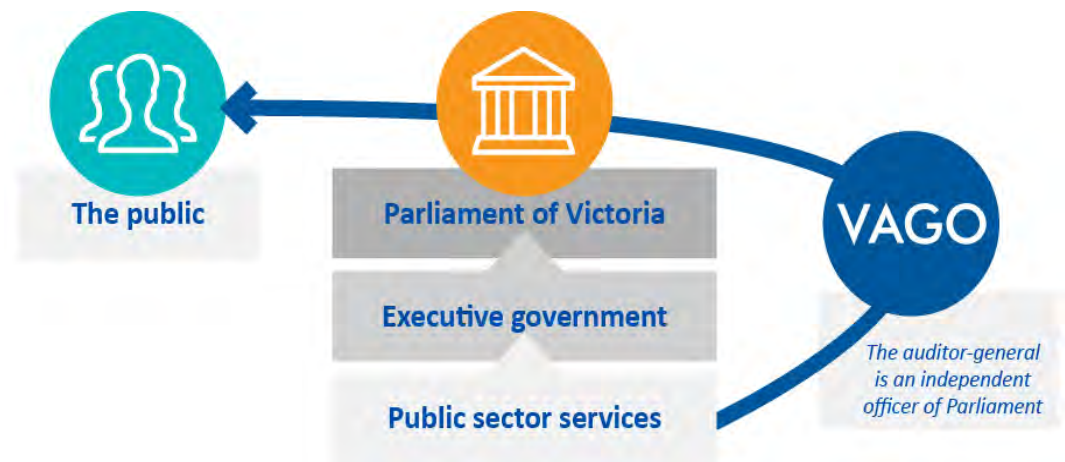 The public
Parliament of Victoria
VAGO
Executive government
The auditor-general
is an independent
officer of Parliament
Public sector services